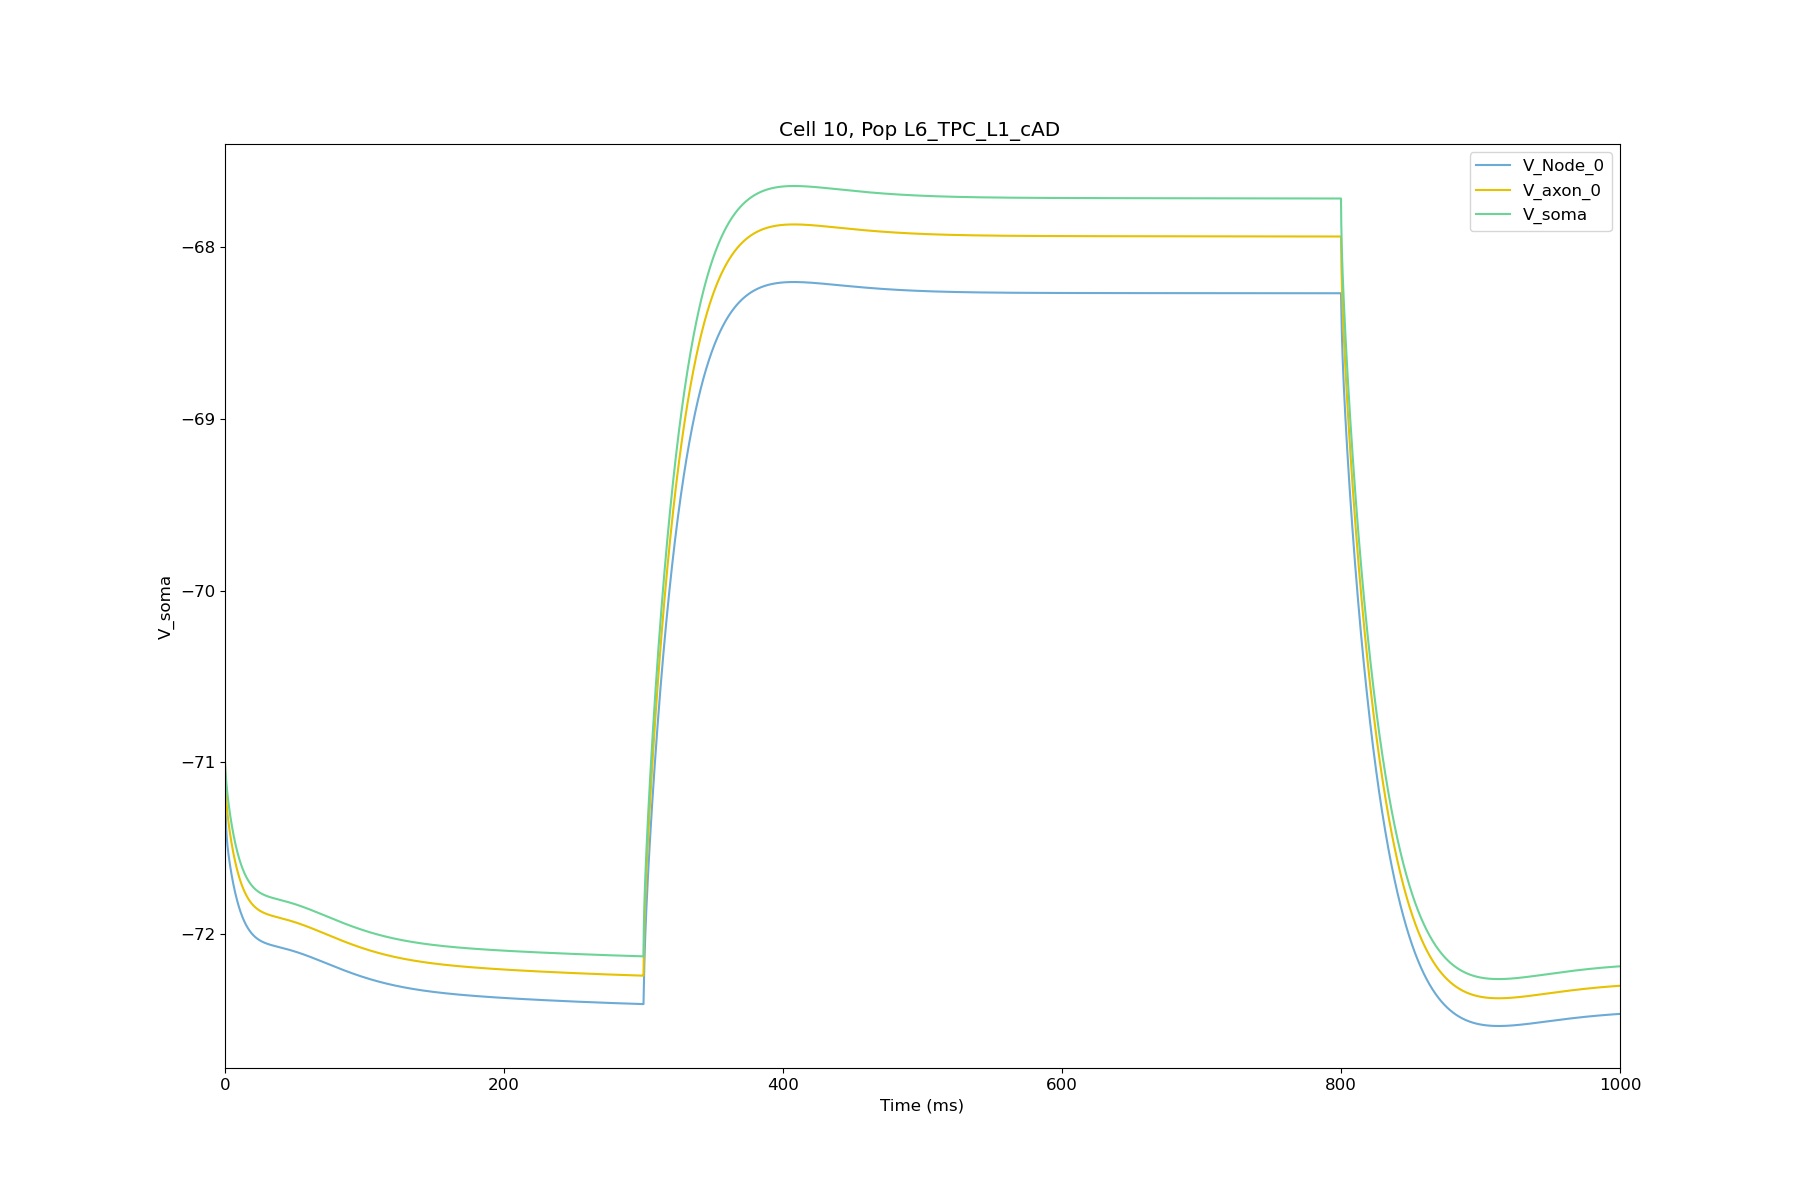 Cell 10, Pop L6_TPC_L1_cAD
V_Node_0
V_axon_0
V_soma
−68
−69
−70
−71
−72
V_soma
0
200
400
600
800
1000
Time (ms)